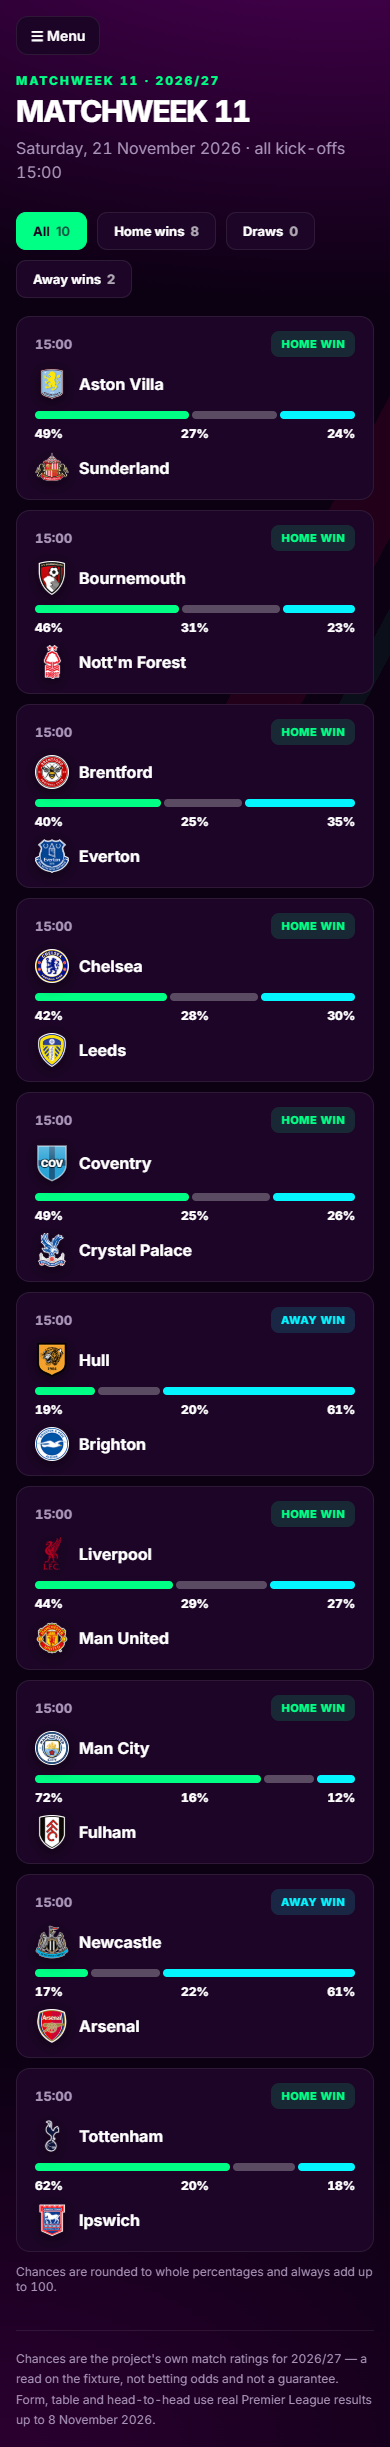 ☰ Menu
MATCHWEEK 11 · 2026/27
MATCHWEEK 11
Saturday, 21 November 2026 · all kick-offs
15:00
All 10
Home wins 8
Draws 0
Away wins 2
15:00 HOME WIN
Aston Villa
49% 27% 24%
Sunderland
15:00 HOME WIN
Bournemouth
46% 31% 23%
Nott'm Forest
15:00 HOME WIN
Brentford
40% 25% 35%
Everton
15:00 HOME WIN
Chelsea
42% 28% 30%
Leeds
15:00 HOME WIN
COV Coventry
49% 25% 26%
Crystal Palace
15:00 AWAY WIN
Hull
19% 20% 61%
Brighton
15:00 HOME WIN
Liverpool
44% 29% 27%
Man United
15:00 HOME WIN
Man City
72% 16% 12%
Fulham
15:00 AWAY WIN
Newcastle
17% 22% 61%
Arsenal
15:00 HOME WIN
Tottenham
62% 20% 18%
Ipswich
Chances are rounded to whole percentages and always add up
to 100.
Chances are the project's own match ratings for 2026/27 — a
read on the fixture, not betting odds and not a guarantee.
Form, table and head-to-head use real Premier League results
up to 8 November 2026.